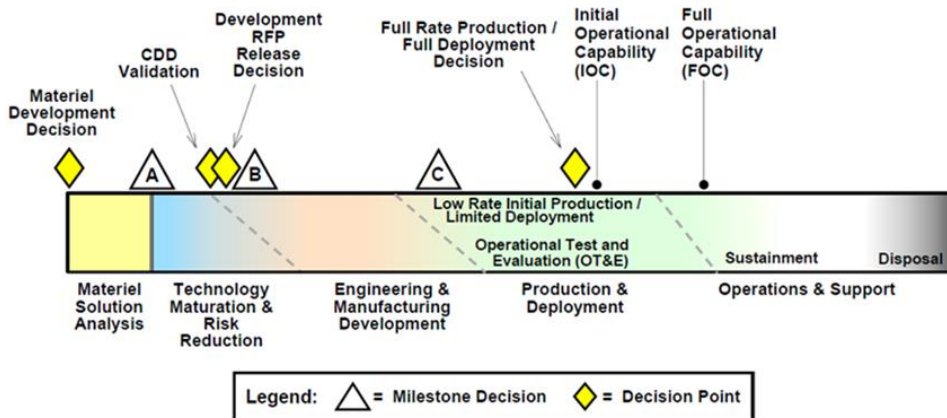 Materiel
Development
Decision
CDD
Validation
Development
RFP
Release
Decision
Full Rate Production /
Full Deployment
Decision
Initial
Operational
Capability
(IOC)
Full
Operational
Capability
(FOC)
A
B
C
Low Rate Initial Production /
Limited Deployment
Operational Test and
Evaluation (OT&E)
Sustainment
Disposal
Materiel
Solution
Analysis
Technology
Maturation &
Risk
Reduction
Engineering &
Manufacturing
Development
Production &
Deployment
Operations & Support
Legend: = Milestone Decision = Decision Point